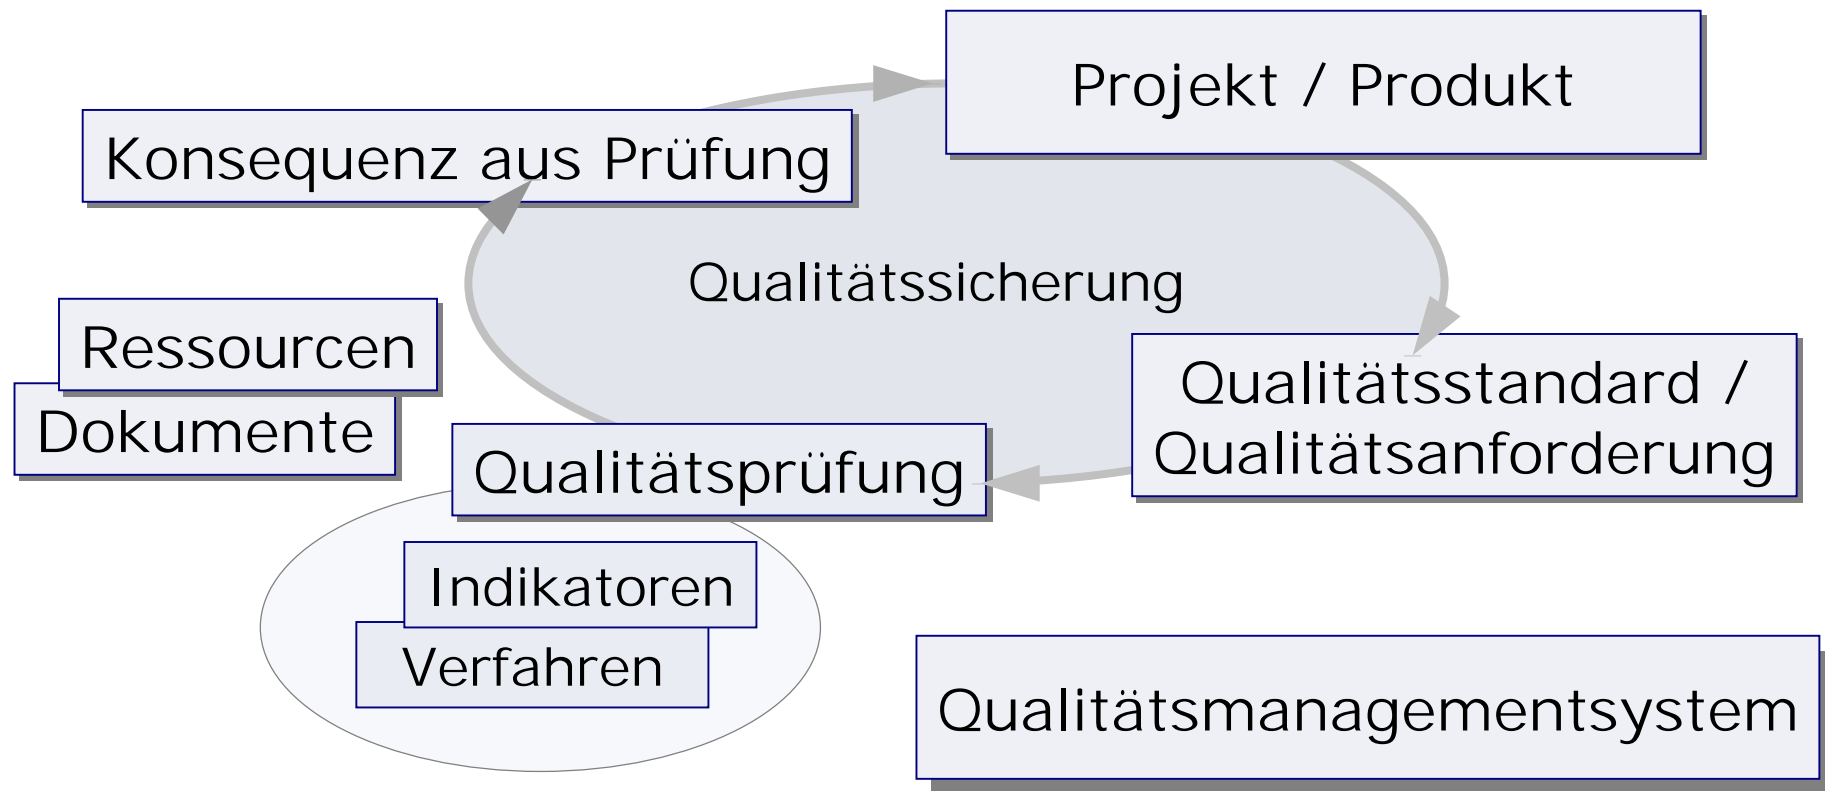 Projekt / Produkt
Konsequenz aus Prüfung
Qualitätssicherung
Ressourcen
Dokumente
Qualitätsstandard /
Qualitätsanforderung
Qualitätsprüfung
Indikatoren
Verfahren
Qualitätsmanagementsystem